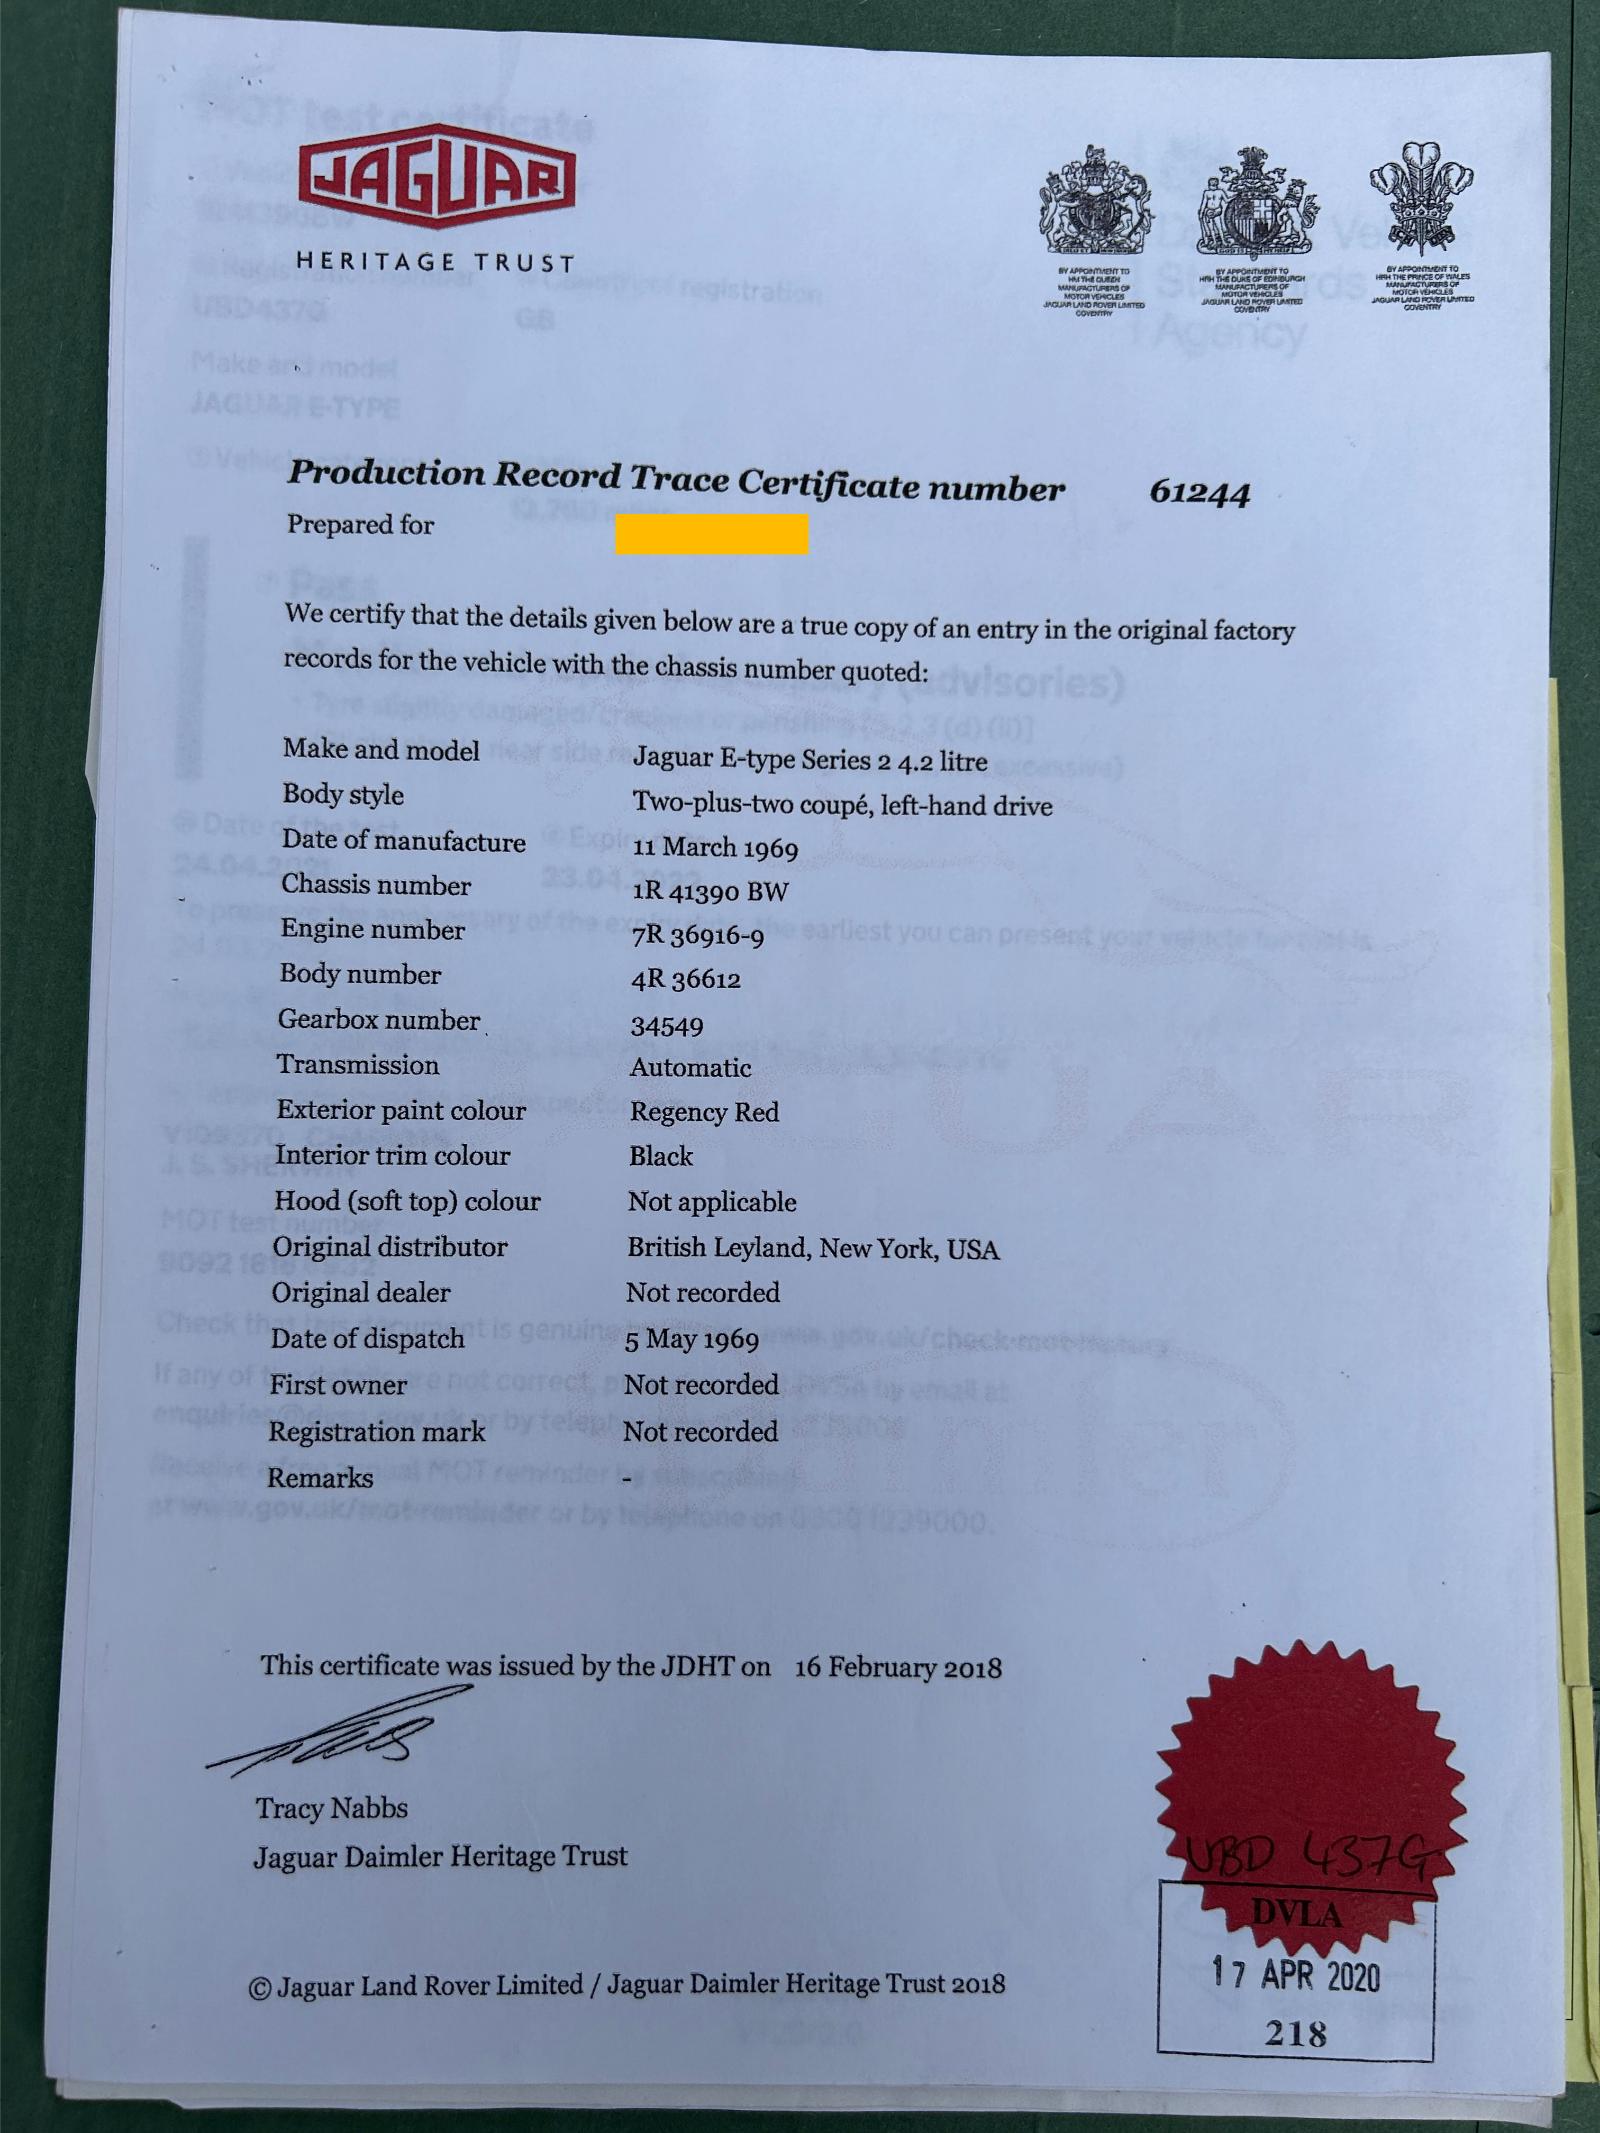 JAGUAR
HERITAGE TRUST
BY APPOINTMENT TO
HM THE QUEEN
MANUFACTURERS OF
MOTOR VEHICLES
JAGUAR LAND ROVER LIMITED
COVENTRY
BY APPOINTMENT TO
HRH THE DUKE OF EDINBURGH
MANUFACTURERS OF
MOTOR VEHICLES
JAGUAR LAND ROVER LIMITED
COVENTRY
BY APPOINTMENT TO
HRH THE PRINCE OF WALES
MANUFACTURERS OF
MOTOR VEHICLES
JAGUAR LAND ROVER LIMITED
COVENTRY
Production Record Trace Certificate number 61244
Prepared for
We certify that the details given below are a true copy of an entry in the original factory
records for the vehicle with the chassis number quoted:
Make and model Jaguar E-type Series 2 4.2 litre
Body style Two-plus-two coupé, left-hand drive
Date of manufacture 11 March 1969
Chassis number 1R 41390 BW
Engine number 7R 36916-9
Body number 4R 36612
Gearbox number 34549
Transmission Automatic
Exterior paint colour Regency Red
Interior trim colour Black
Hood (soft top) colour Not applicable
Original distributor British Leyland, New York, USA
Original dealer Not recorded
Date of dispatch 5 May 1969
First owner Not recorded
Registration mark Not recorded
Remarks -
This certificate was issued by the JDHT on 16 February 2018
Tracy Nabbs
Jaguar Daimler Heritage Trust
UBD 437G
DVLA
17 APR 2020
218
© Jaguar Land Rover Limited / Jaguar Daimler Heritage Trust 2018